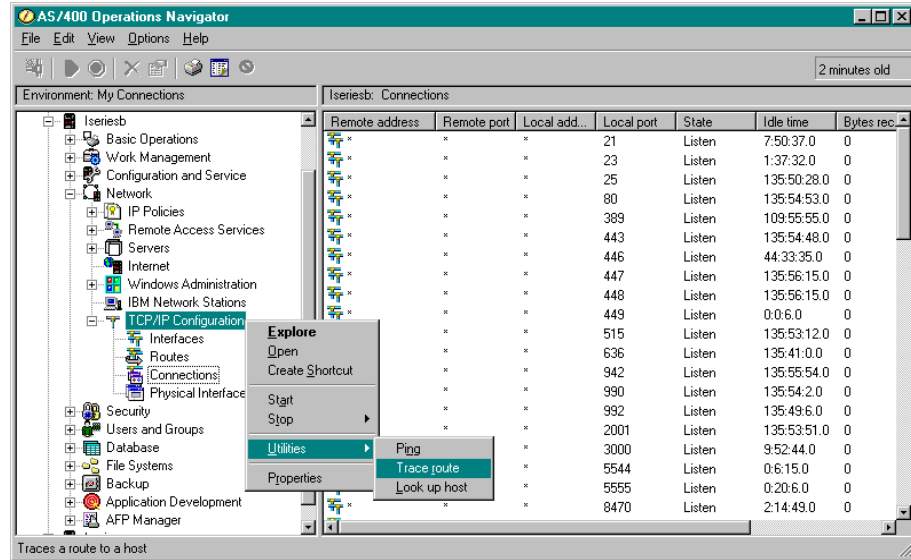 AS/400 Operations Navigator
File Edit View Options Help
2 minutes old
Environment: My Connections
Iseriesb: Connections
Iseriesb
Basic Operations
Work Management
Configuration and Service
Network
IP Policies
Remote Access Services
Servers
Internet
Windows Administration
IBM Network Stations
TCP/IP Configuration
Interfaces
Routes
Connections
Physical Interface
Security
Users and Groups
Database
File Systems
Backup
Application Development
AFP Manager
Explore
Open
Create Shortcut
Start
Stop
Utilities
Properties
Ping
Trace route
Look up host
Remote address Remote port Local add... Local port State Idle time Bytes rec...
* * * 21 Listen 7:50:37.0 0
* * * 23 Listen 1:37:32.0 0
* * * 25 Listen 135:50:28.0 0
* * * 80 Listen 135:54:53.0 0
* * * 389 Listen 109:55:55.0 0
* * * 443 Listen 135:54:48.0 0
* * * 446 Listen 44:33:35.0 0
* * * 447 Listen 135:56:15.0 0
* * * 448 Listen 135:56:15.0 0
* * * 449 Listen 0:0:6.0 0
* * 515 Listen 135:53:12.0 0
* * 636 Listen 135:41:0.0 0
* * 942 Listen 135:55:54.0 0
* * 990 Listen 135:54:2.0 0
* * 992 Listen 135:49:6.0 0
* * 2001 Listen 135:53:51.0 0
* 3000 Listen 9:52:44.0 0
* 5544 Listen 0:6:15.0 0
* 5555 Listen 0:20:6.0 0
* * * 8470 Listen 2:14:49.0 0
Traces a route to a host